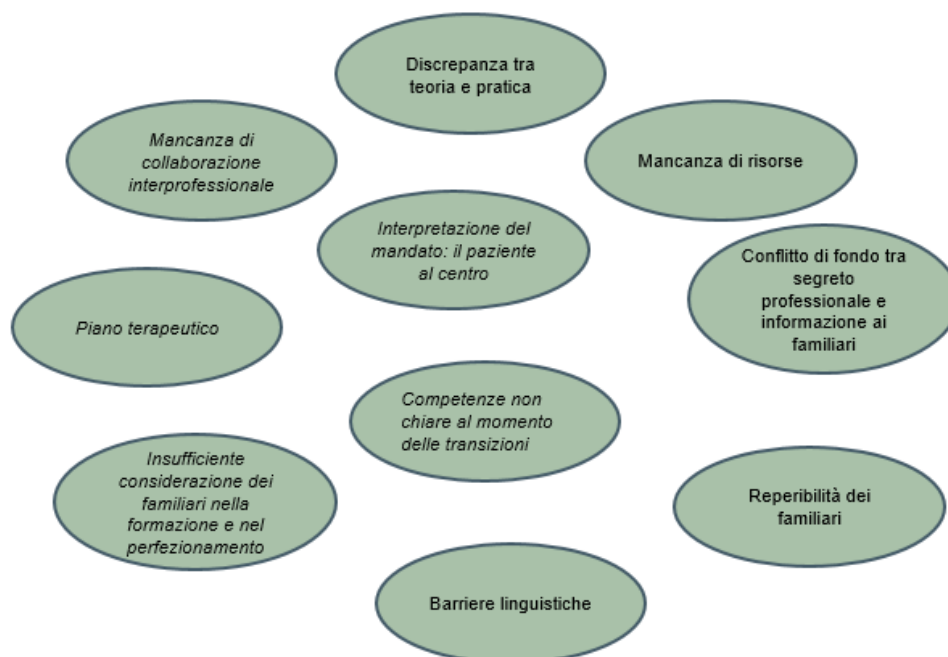 Discrepanza tra
teoria e pratica
Mancanza di
collaborazione
interprofessionale
Mancanza di risorse
Interpretazione del
mandato: il paziente
al centro
Conflitto di fondo tra
segreto
professionale e
informazione ai
familiari
Piano terapeutico
Competenze non
chiare al momento
delle transizioni
Insufficiente
considerazione dei
familiari nella
formazione e nel
perfezionamento
Reperibilità dei
familiari
Barriere linguistiche